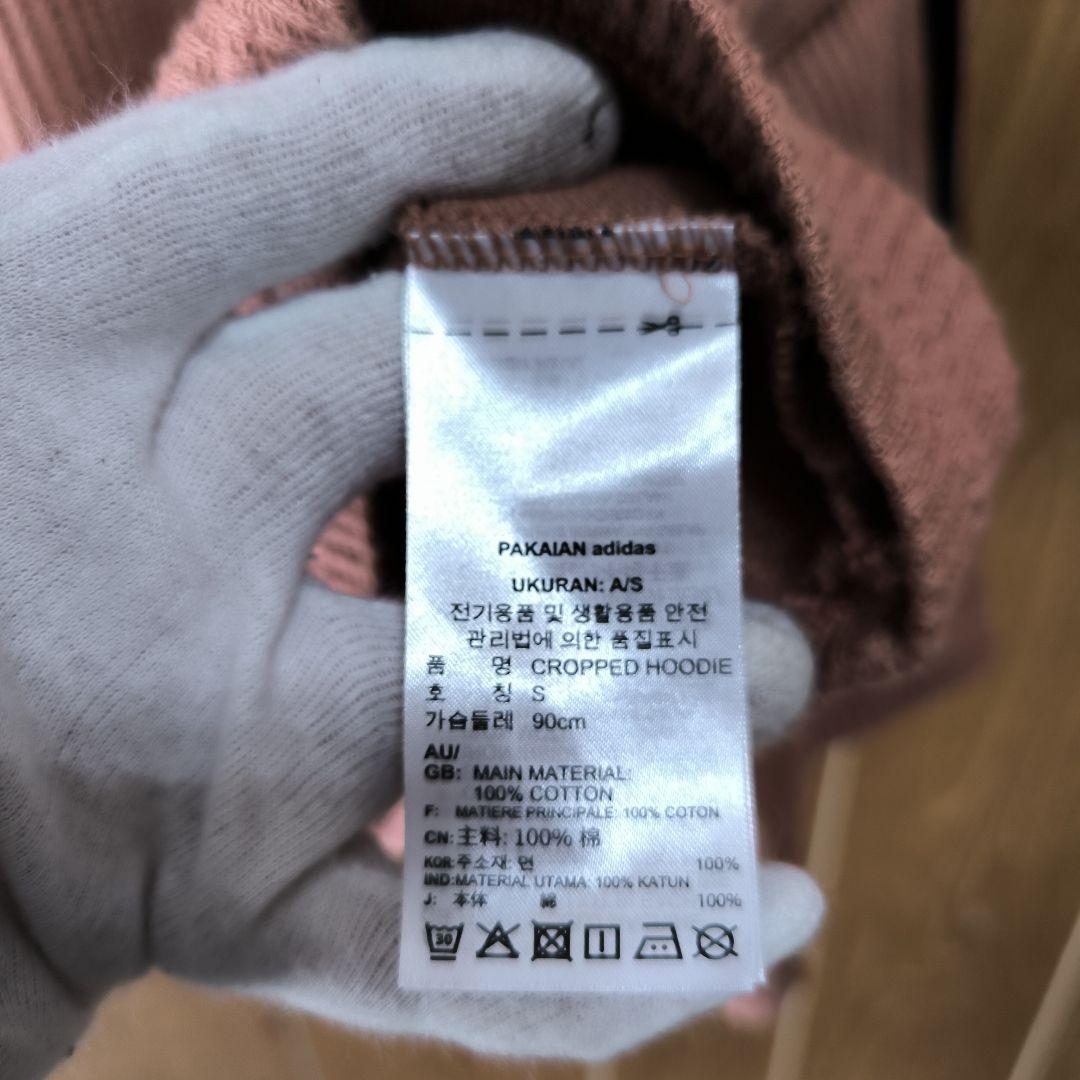 PAKAIAN adidas
UKURAN: A/S
전기용품 및 생활용품 안전
관리법에 의한 품질표시
품 명 CROPPED HOODIE
호 칭 S
가슴둘레 90cm
AU/
GB: MAIN MATERIAL:
100% COTTON
F: MATIERE PRINCIPALE: 100% COTON
CN: 主料: 100% 棉
KOR: 주소재: 면 100%
IND: MATERIAL UTAMA: 100% KATUN
J: 本体 綿 100%
30